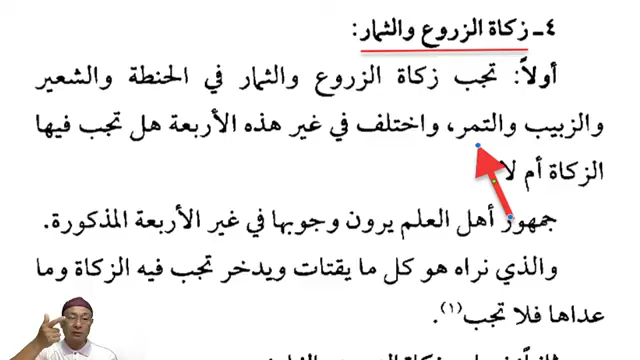 ٤ـ زكاة الزروع والثمار:
أولاً: تجب زكاة الزروع والثمار في الحنطة والشعير
والزبيب والتمر، واختلف في غير هذه الأربعة هل تجب فيها
الزكاة أم لا
جمهور أهل العلم يرون وجوبها في غير الأربعة المذكورة.
والذي نراه هو كل ما يقتات ويدخر تجب فيه الزكاة وما
عداها فلا تجب(١).